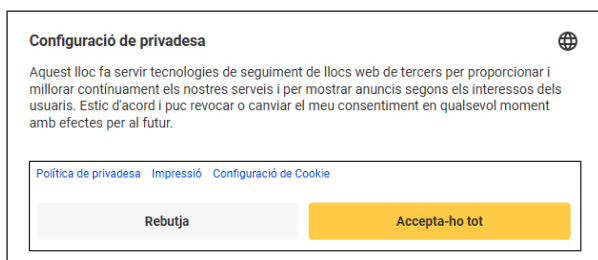 Configuració de privadesa
Aquest lloc fa servir tecnologies de seguiment de llocs web de tercers per proporcionar i
millorar contínuament els nostres serveis i per mostrar anuncis segons els interessos dels
usuaris. Estic d'acord i puc revocar o canviar el meu consentiment en qualsevol moment
amb efectes per al futur.
Política de privadesa Impressió Configuració de Cookie
Rebutja Accepta-ho tot